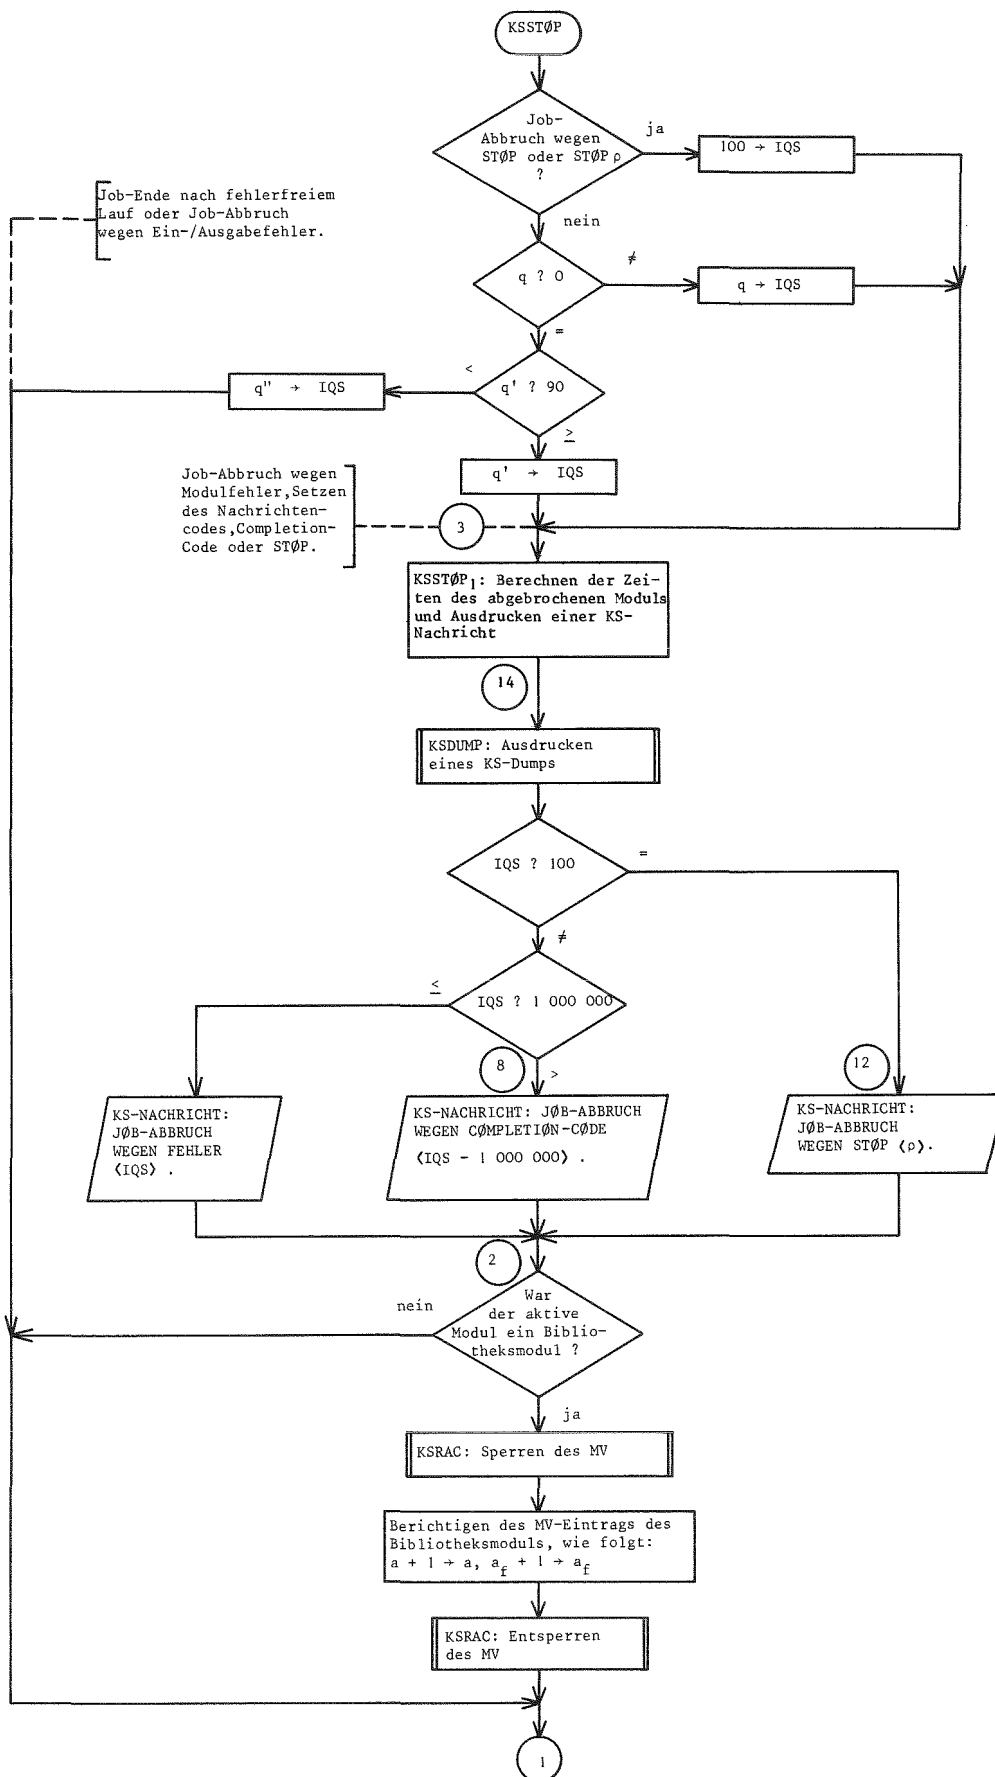 KSSTØP
Job-
Abbruch wegen
STØP oder STØP ρ
?
ja
100 → IQS
Job-Ende nach fehlerfreiem
Lauf oder Job-Abbruch
wegen Ein-/Ausgabefehler.
nein
q ? 0
≠
q → IQS
=
q' ? 90
<
q" → IQS
≥
q' → IQS
Job-Abbruch wegen
Modulfehler,Setzen
des Nachrichten-
codes,Completion-
Code oder STØP.
3
KSSTØP1: Berechnen der Zei-
ten des abgebrochenen Moduls
und Ausdrucken einer KS-
Nachricht
14
KSDUMP: Ausdrucken
eines KS-Dumps
IQS ? 100
=
≠
IQS ? 1 000 000
≤
8
>
12
KS-NACHRICHT:
JØB-ABBRUCH
WEGEN FEHLER
⟨IQS⟩ .
KS-NACHRICHT: JØB-ABBRUCH
WEGEN CØMPLETIØN-CØDE
⟨IQS - 1 000 000⟩ .
KS-NACHRICHT:
JØB-ABBRUCH
WEGEN STØP ⟨ρ⟩.
2
War
der aktive
Modul ein Biblio-
theksmodul ?
nein
ja
KSRAC: Sperren des MV
Berichtigen des MV-Eintrags des
Bibliotheksmoduls, wie folgt:
a + 1 → a, a_f + 1 → a_f
KSRAC: Entsperren
des MV
1